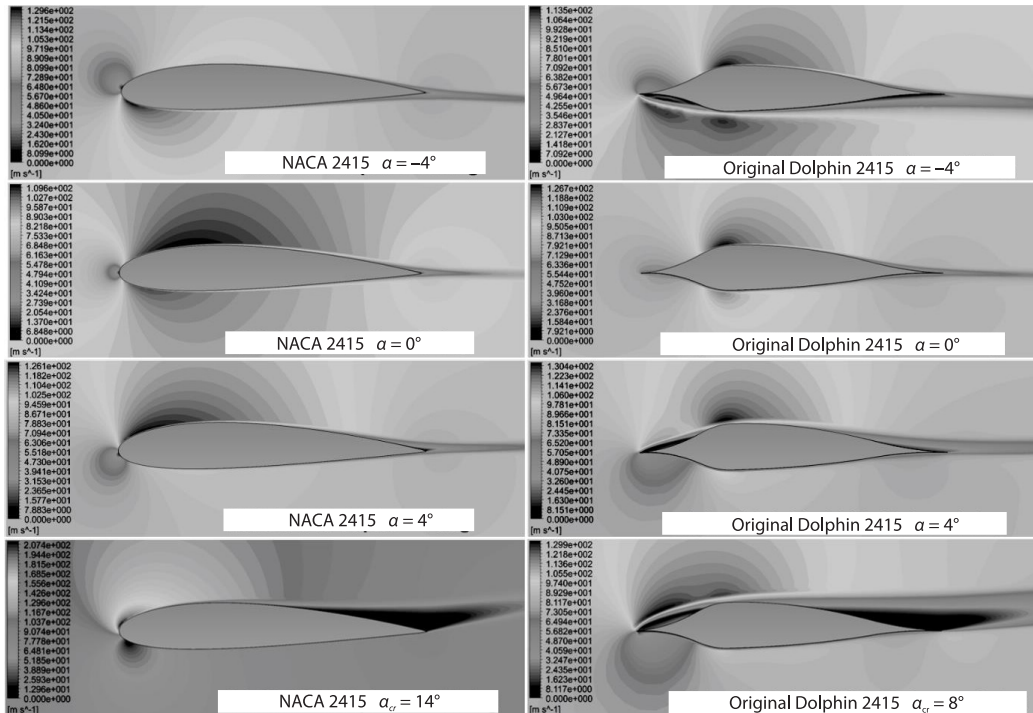 1.296e+002
1.215e+002
1.134e+002
1.053e+002
9.719e+001
8.909e+001
8.099e+001
7.289e+001
6.480e+001
5.670e+001
4.860e+001
4.050e+001
3.240e+001
2.430e+001
1.620e+001
8.099e+000
0.000e+000
[m s^-1]
NACA 2415 α = −4°
1.135e+002
1.064e+002
9.928e+001
9.219e+001
8.510e+001
7.801e+001
7.092e+001
6.382e+001
5.673e+001
4.964e+001
4.255e+001
3.546e+001
2.837e+001
2.127e+001
1.418e+001
7.092e+000
0.000e+000
[m s^-1]
Original Dolphin 2415 α = −4°
1.096e+002
1.027e+002
9.587e+001
8.903e+001
8.218e+001
7.533e+001
6.848e+001
6.163e+001
5.478e+001
4.794e+001
4.109e+001
3.424e+001
2.739e+001
2.054e+001
1.370e+001
6.848e+000
0.000e+000
[m s^-1]
NACA 2415 α = 0°
1.267e+002
1.188e+002
1.109e+002
1.030e+002
9.505e+001
8.713e+001
7.921e+001
7.129e+001
6.336e+001
5.544e+001
4.752e+001
3.960e+001
3.168e+001
2.376e+001
1.584e+001
7.921e+000
0.000e+000
[m s^-1]
Original Dolphin 2415 α = 0°
1.261e+002
1.182e+002
1.104e+002
1.025e+002
9.459e+001
8.671e+001
7.883e+001
7.094e+001
6.306e+001
5.518e+001
4.730e+001
3.941e+001
3.153e+001
2.365e+001
1.577e+001
7.883e+000
0.000e+000
[m s^-1]
NACA 2415 α = 4°
1.304e+002
1.223e+002
1.141e+002
1.060e+002
9.781e+001
8.966e+001
8.151e+001
7.335e+001
6.520e+001
5.705e+001
4.890e+001
4.075e+001
3.260e+001
2.445e+001
1.630e+001
8.151e+000
0.000e+000
[m s^-1]
Original Dolphin 2415 α = 4°
2.074e+002
1.944e+002
1.815e+002
1.685e+002
1.556e+002
1.426e+002
1.296e+002
1.167e+002
1.037e+002
9.074e+001
7.778e+001
6.481e+001
5.185e+001
3.889e+001
2.593e+001
1.296e+001
0.000e+000
[m s^-1]
NACA 2415 αcr = 14°
1.299e+002
1.218e+002
1.136e+002
1.055e+002
9.740e+001
8.929e+001
8.117e+001
7.305e+001
6.494e+001
5.682e+001
4.870e+001
4.059e+001
3.247e+001
2.435e+001
1.623e+001
8.117e+000
0.000e+000
[m s^-1]
Original Dolphin 2415 αcr = 8°